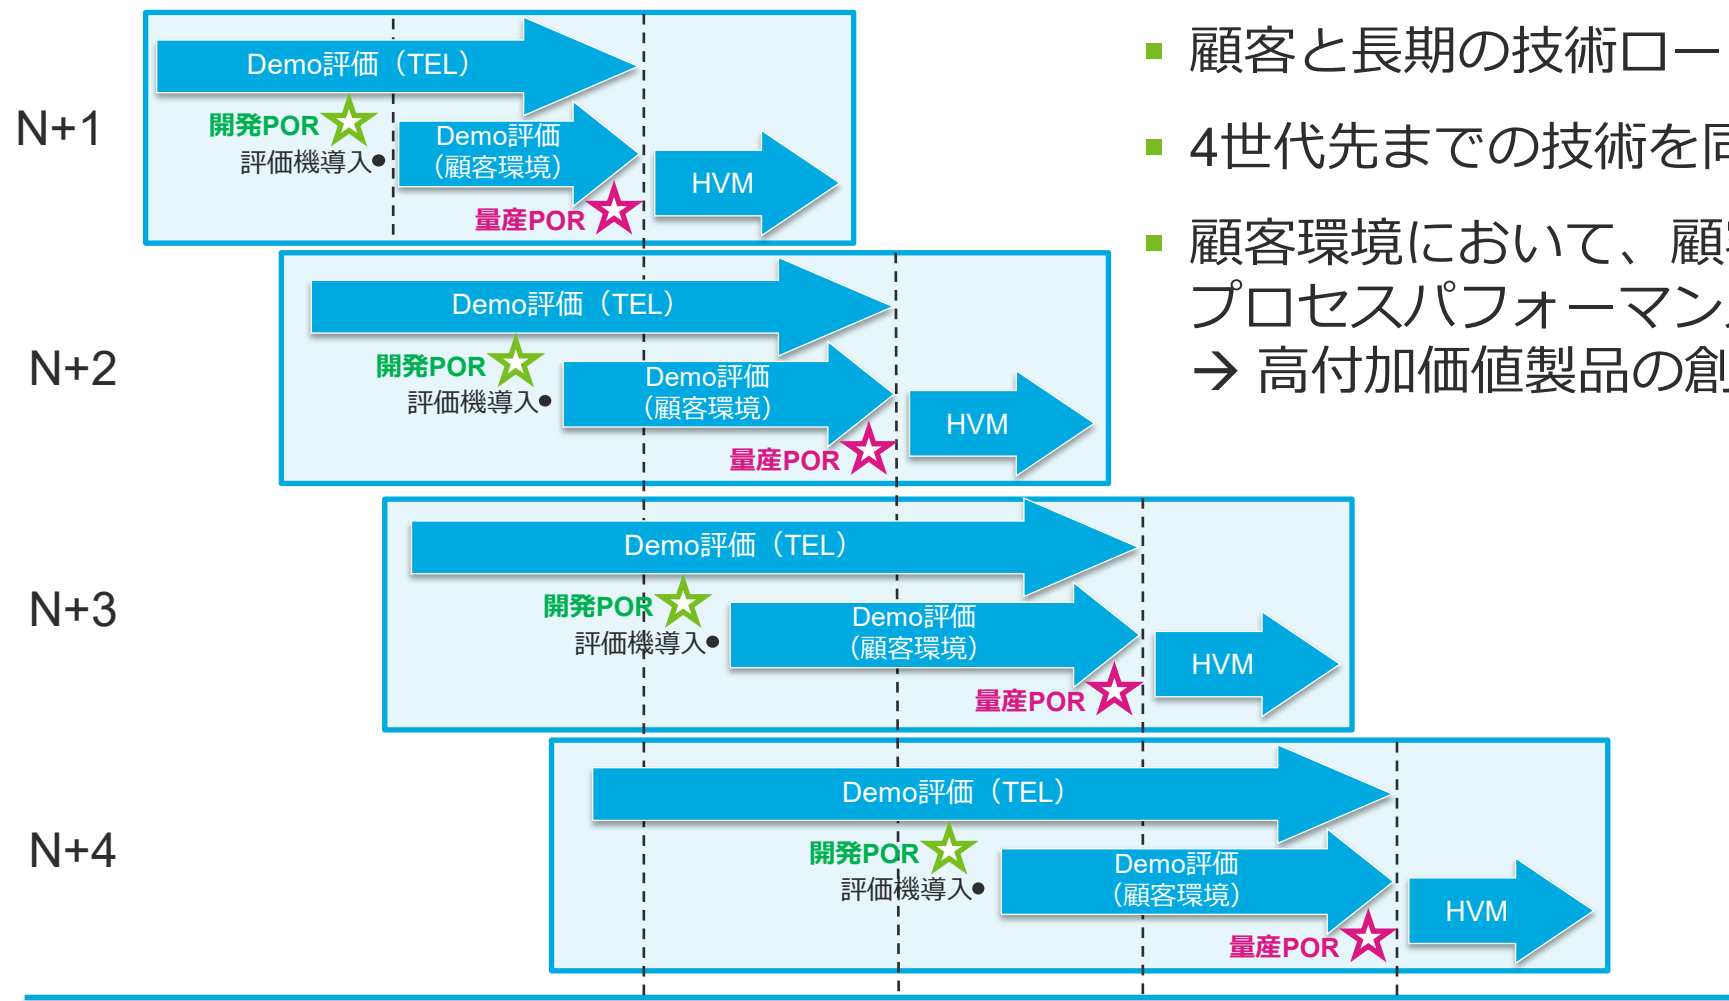 N+1
Demo評価（TEL）
開発POR
評価機導入
Demo評価
（顧客環境）
量産POR
HVM
N+2
Demo評価（TEL）
開発POR
評価機導入
Demo評価
（顧客環境）
量産POR
HVM
N+3
Demo評価（TEL）
開発POR
評価機導入
Demo評価
（顧客環境）
量産POR
HVM
N+4
Demo評価（TEL）
開発POR
評価機導入
Demo評価
（顧客環境）
量産POR
HVM
▪ 顧客と長期の技術ロー
▪ 4世代先までの技術を
▪ 顧客環境において、顧
プロセスパフォーマン
→ 高付加価値製品の創